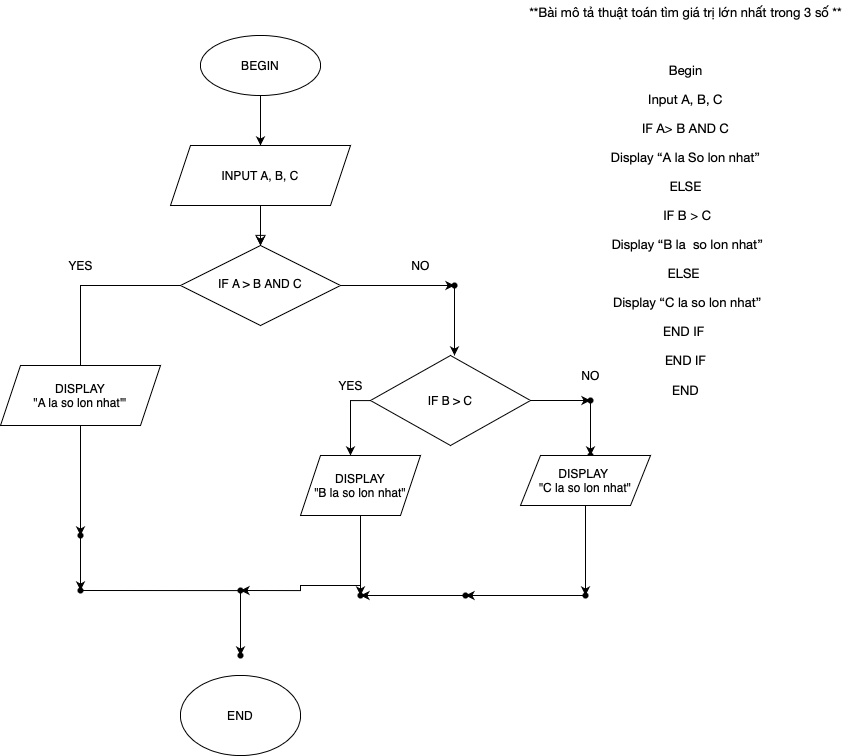 **Bài mô tả thuật toán tìm giá trị lớn nhất trong 3 số **
BEGIN
INPUT A, B, C
IF A > B AND C
YES
NO
DISPLAY
"A la so lon nhat'"
IF B > C
YES
NO
DISPLAY
"B la so lon nhat"
DISPLAY
"C la so lon nhat"
END
Begin
Input A, B, C
IF A> B AND C
Display “A la So lon nhat”
ELSE
IF B > C
Display “B la  so lon nhat”
ELSE
Display “C la so lon nhat”
END IF
END IF
END